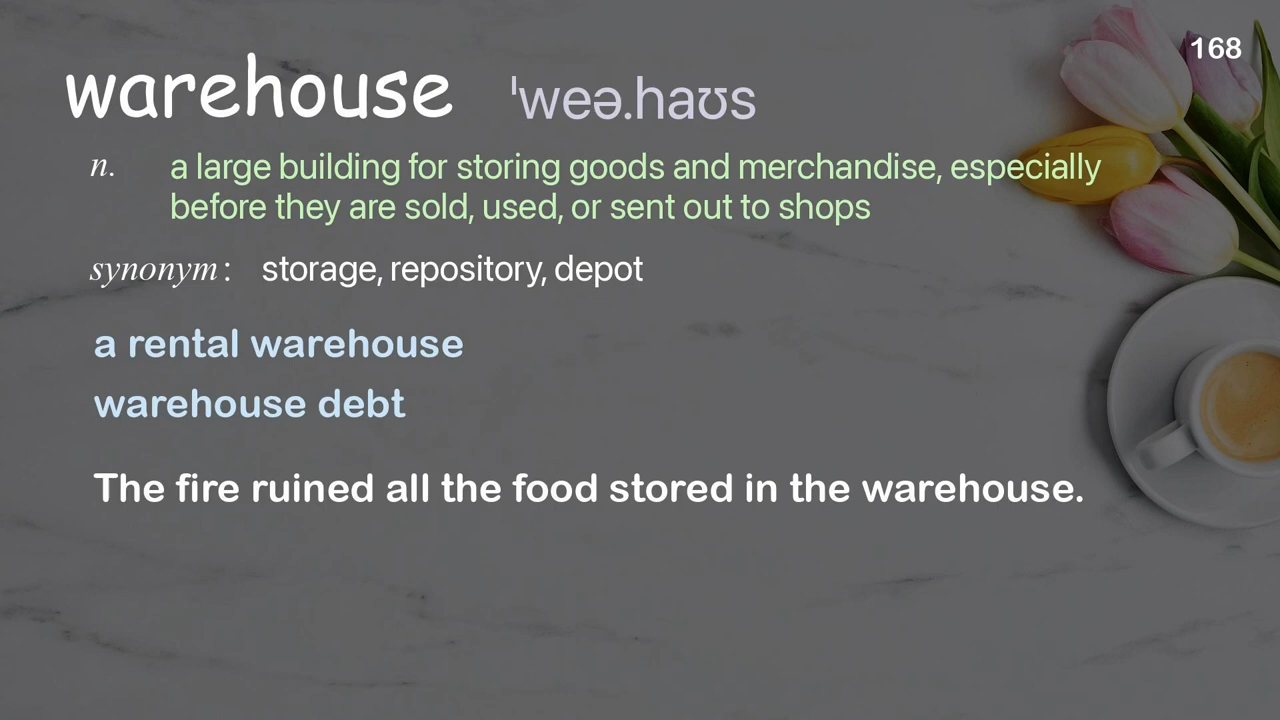 168
warehouse ˈweə.haʊs
n. a large building for storing goods and merchandise, especially
before they are sold, used, or sent out to shops
synonym: storage, repository, depot
a rental warehouse
warehouse debt
The fire ruined all the food stored in the warehouse.